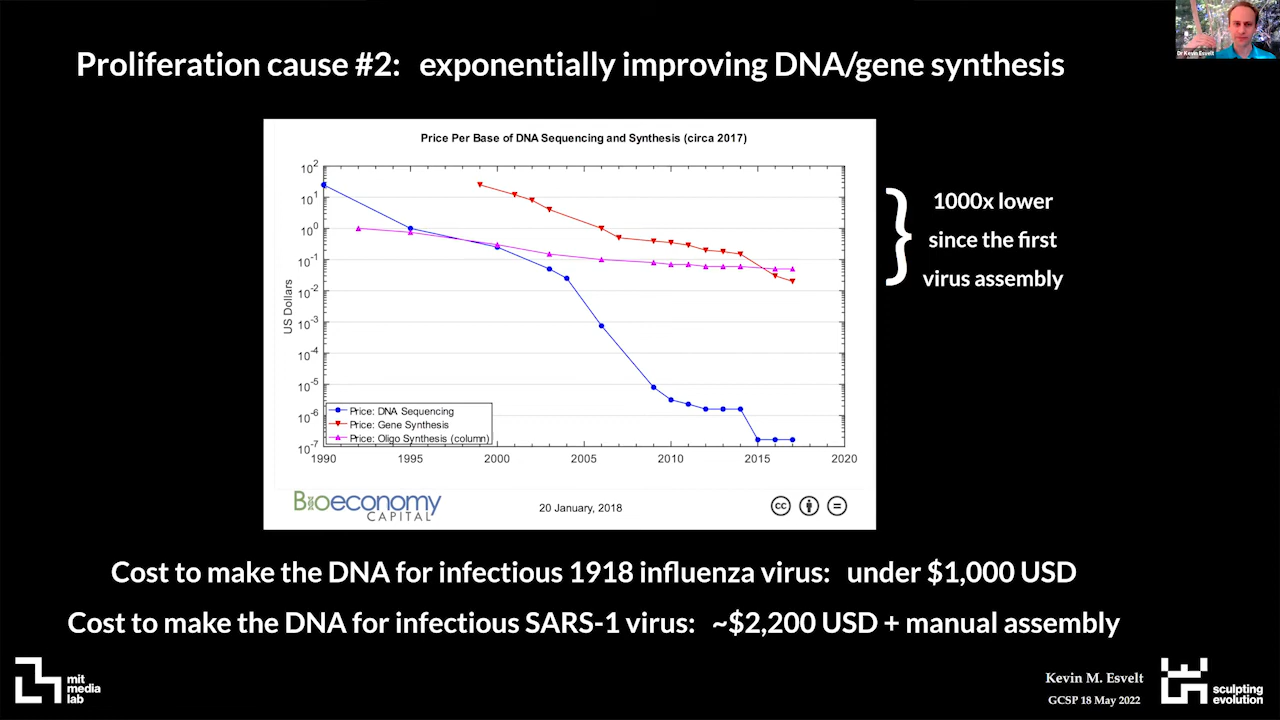 Dr Kevin Esvelt
Proliferation cause #2: exponentially improving DNA/gene synthesis
Price Per Base of DNA Sequencing and Synthesis (circa 2017)
10^2
10^1
10^0
10^-1
10^-2
10^-3
10^-4
10^-5
10^-6
10^-7
US Dollars
Price: DNA Sequencing
Price: Gene Synthesis
Price: Oligo Synthesis (column)
1990 1995 2000 2005 2010 2015 2020
Bioeconomy
CAPITAL
20 January, 2018
cc
1000x lower
since the first
virus assembly
Cost to make the DNA for infectious 1918 influenza virus: under $1,000 USD
Cost to make the DNA for infectious SARS-1 virus: ~$2,200 USD + manual assembly
mit
media
lab
Kevin M. Esvelt
GCSP 18 May 2022
sculpting
evolution